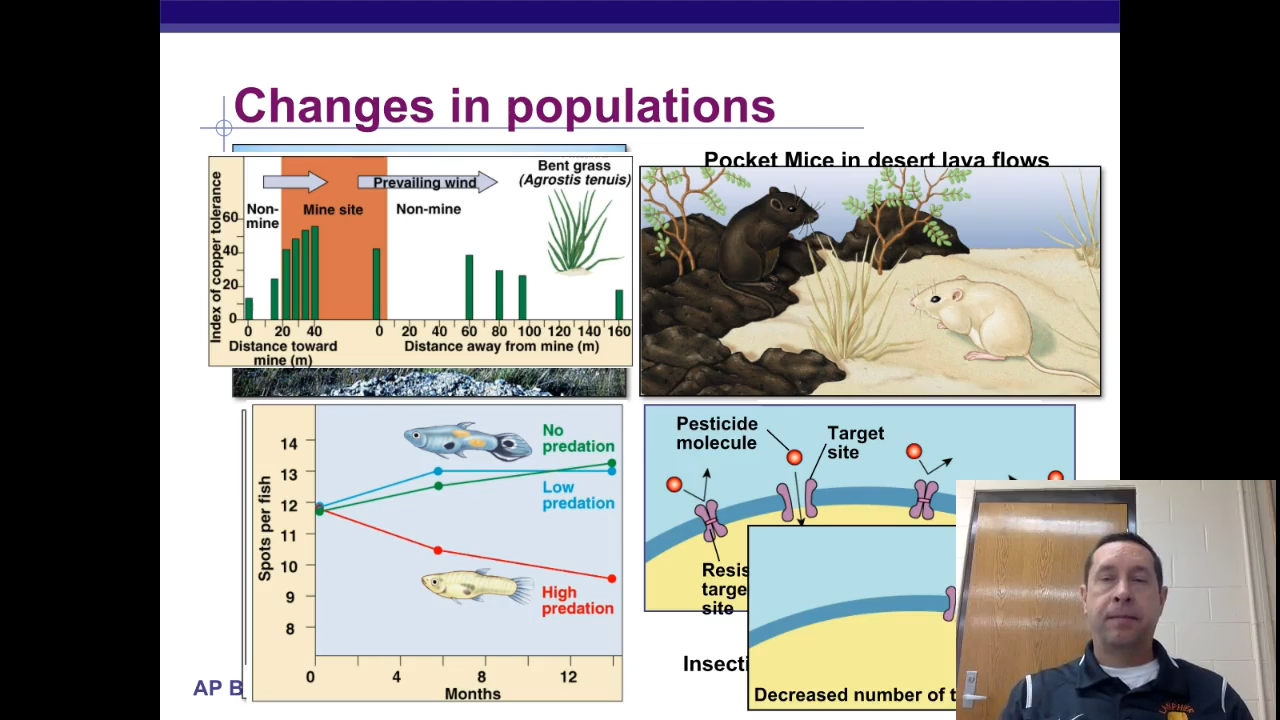 Changes in populations
Pocket Mice in desert lava flows
Bent grass
(Agrostis tenuis)
Prevailing wind
Non-
mine
Mine site
Non-mine
Index of copper tolerance
60
40
20
0
0 20 40 0 20 40 60 80 100 120 140 160
Distance toward
mine (m)
Distance away from mine (m)
No
predation
Low
predation
High
predation
Spots per fish
14
13
12
11
10
9
8
0 4 8 12
Months
Pesticide
molecule
Target
site
Resis
targe
site
Insecti
Decreased number of t
AP B